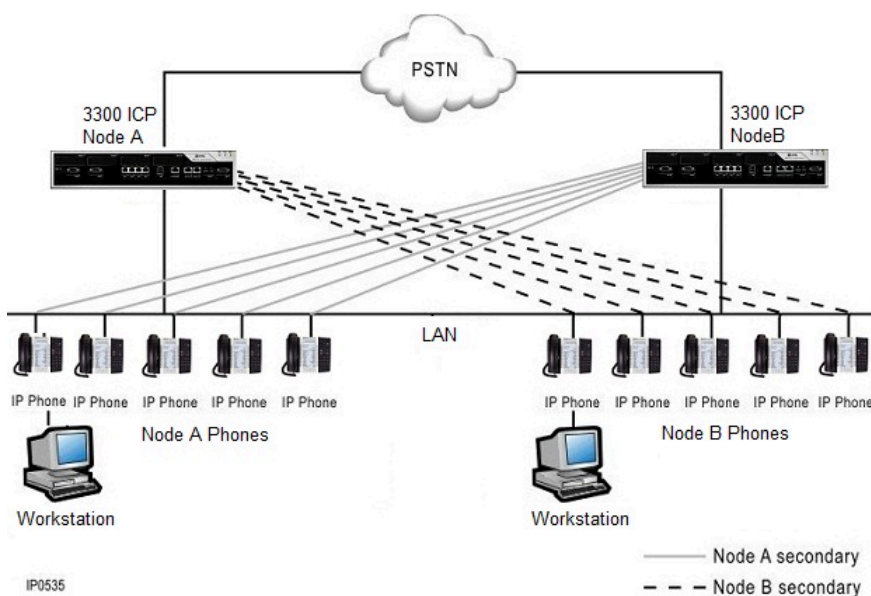 PSTN
3300 ICP
Node A
3300 ICP
NodeB
LAN
IP Phone IP Phone IP Phone IP Phone IP Phone
IP Phone IP Phone IP Phone IP Phone IP Phone
Node A Phones
Node B Phones
Workstation
Workstation
Node A secondary
Node B secondary
IP0535